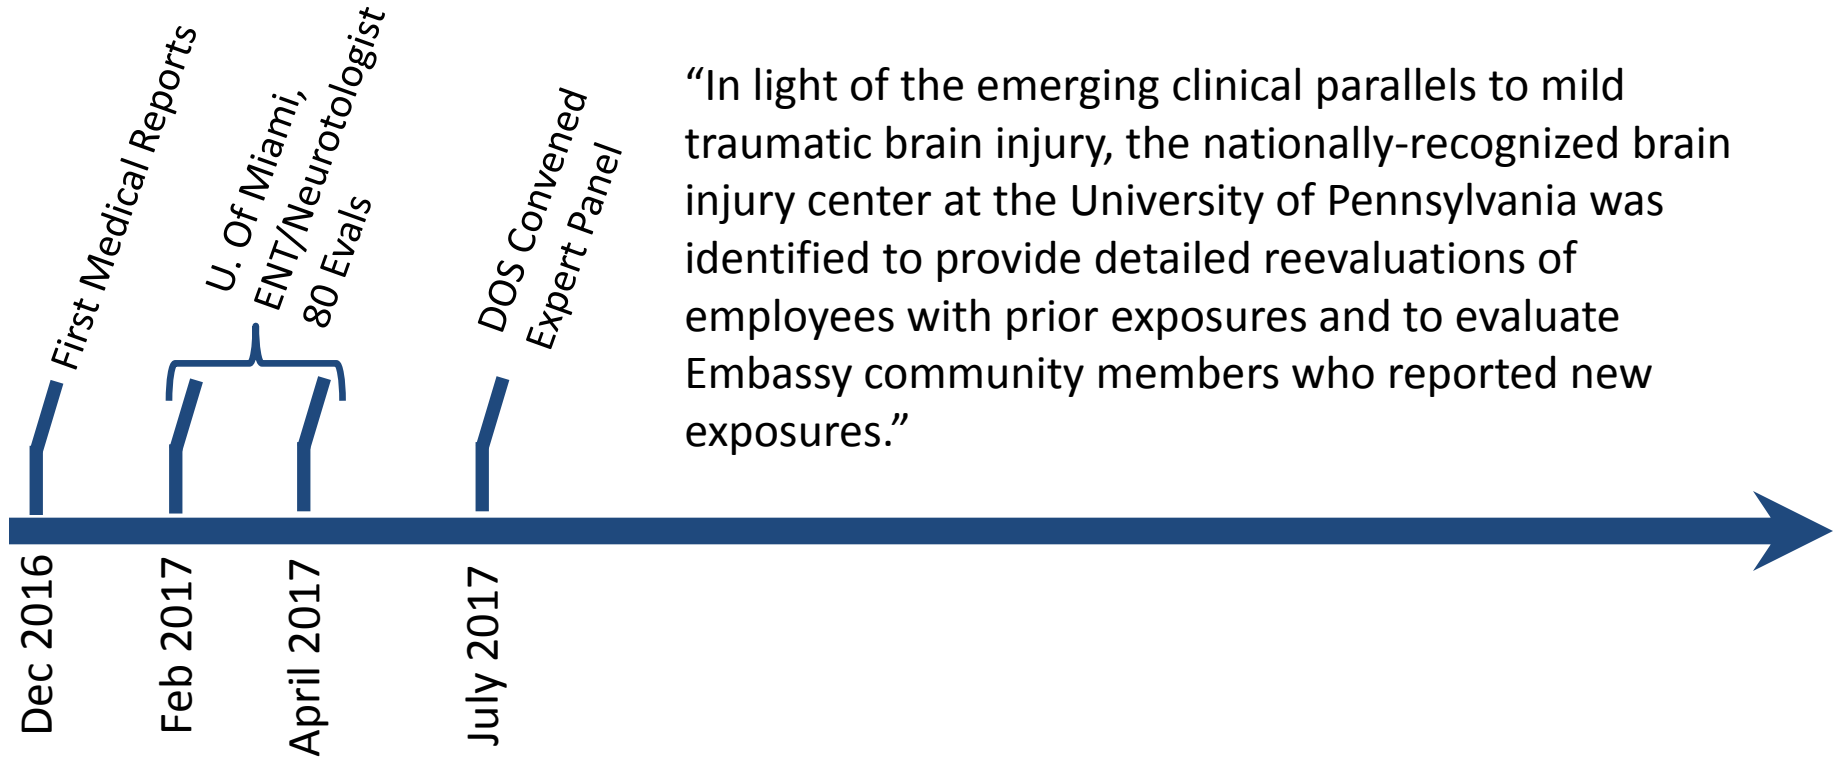 First Medical Reports
U. Of Miami,
ENT/Neurotologist
80 Evals
DOS Convened
Expert Panel
“In light of the emerging clinical parallels to mild
traumatic brain injury, the nationally-recognized brain
injury center at the University of Pennsylvania was
identified to provide detailed reevaluations of
employees with prior exposures and to evaluate
Embassy community members who reported new
exposures.”
Dec 2016
Feb 2017
April 2017
July 2017